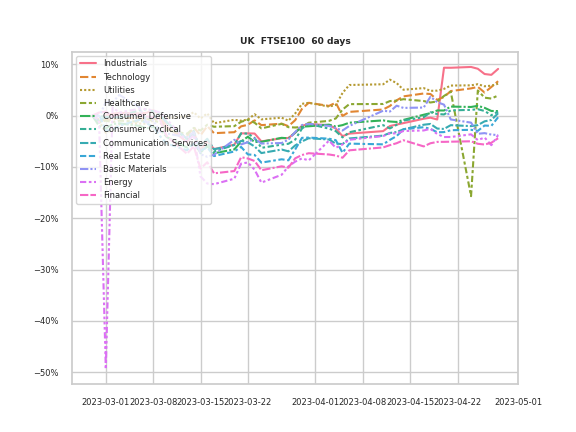 UK FTSE100 60 days
10%
0%
−10%
−20%
−30%
−40%
−50%
Industrials
Technology
Utilities
Healthcare
Consumer Defensive
Consumer Cyclical
Communication Services
Real Estate
Basic Materials
Energy
Financial
2023-03-01
2023-03-08
2023-03-15
2023-03-22
2023-04-01
2023-04-08
2023-04-15
2023-04-22
2023-05-01